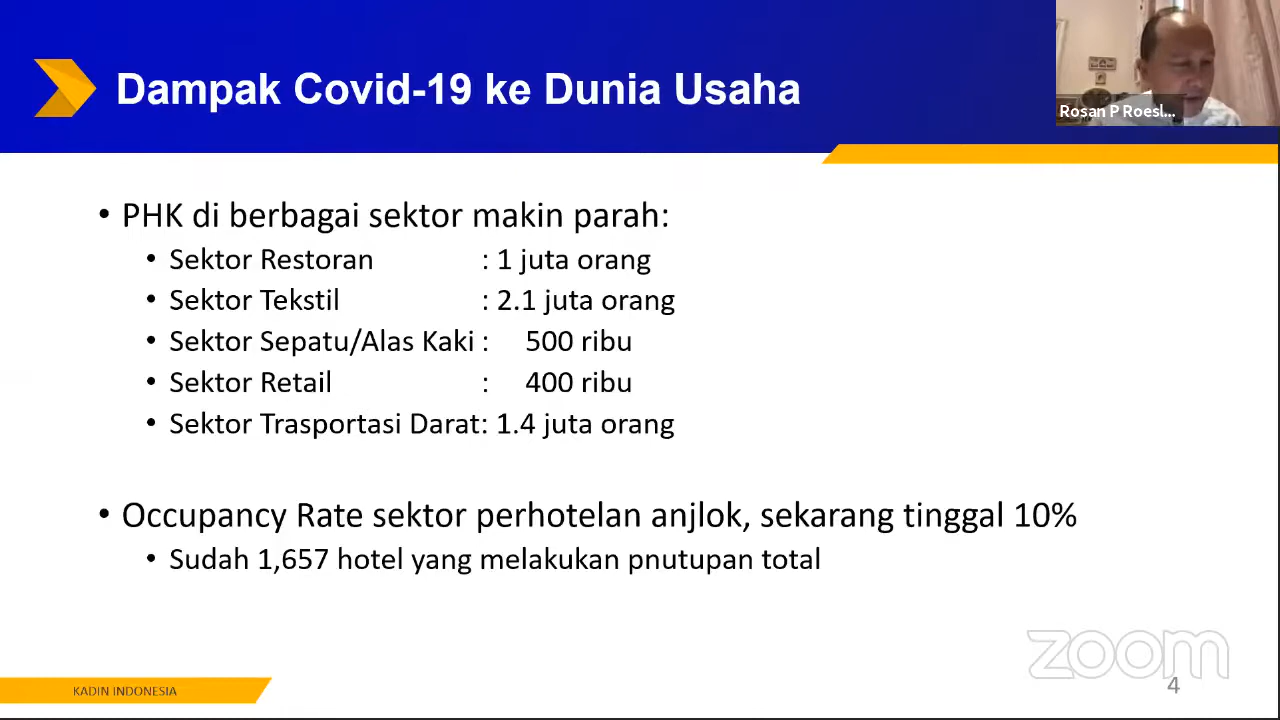 Dampak Covid-19 ke Dunia Usaha
Rosan P Roesl...
• PHK di berbagai sektor makin parah:
• Sektor Restoran : 1 juta orang
• Sektor Tekstil : 2.1 juta orang
• Sektor Sepatu/Alas Kaki : 500 ribu
• Sektor Retail : 400 ribu
• Sektor Trasportasi Darat: 1.4 juta orang
• Occupancy Rate sektor perhotelan anjlok, sekarang tinggal 10%
• Sudah 1,657 hotel yang melakukan pnutupan total
zoom
KADIN INDONESIA
4